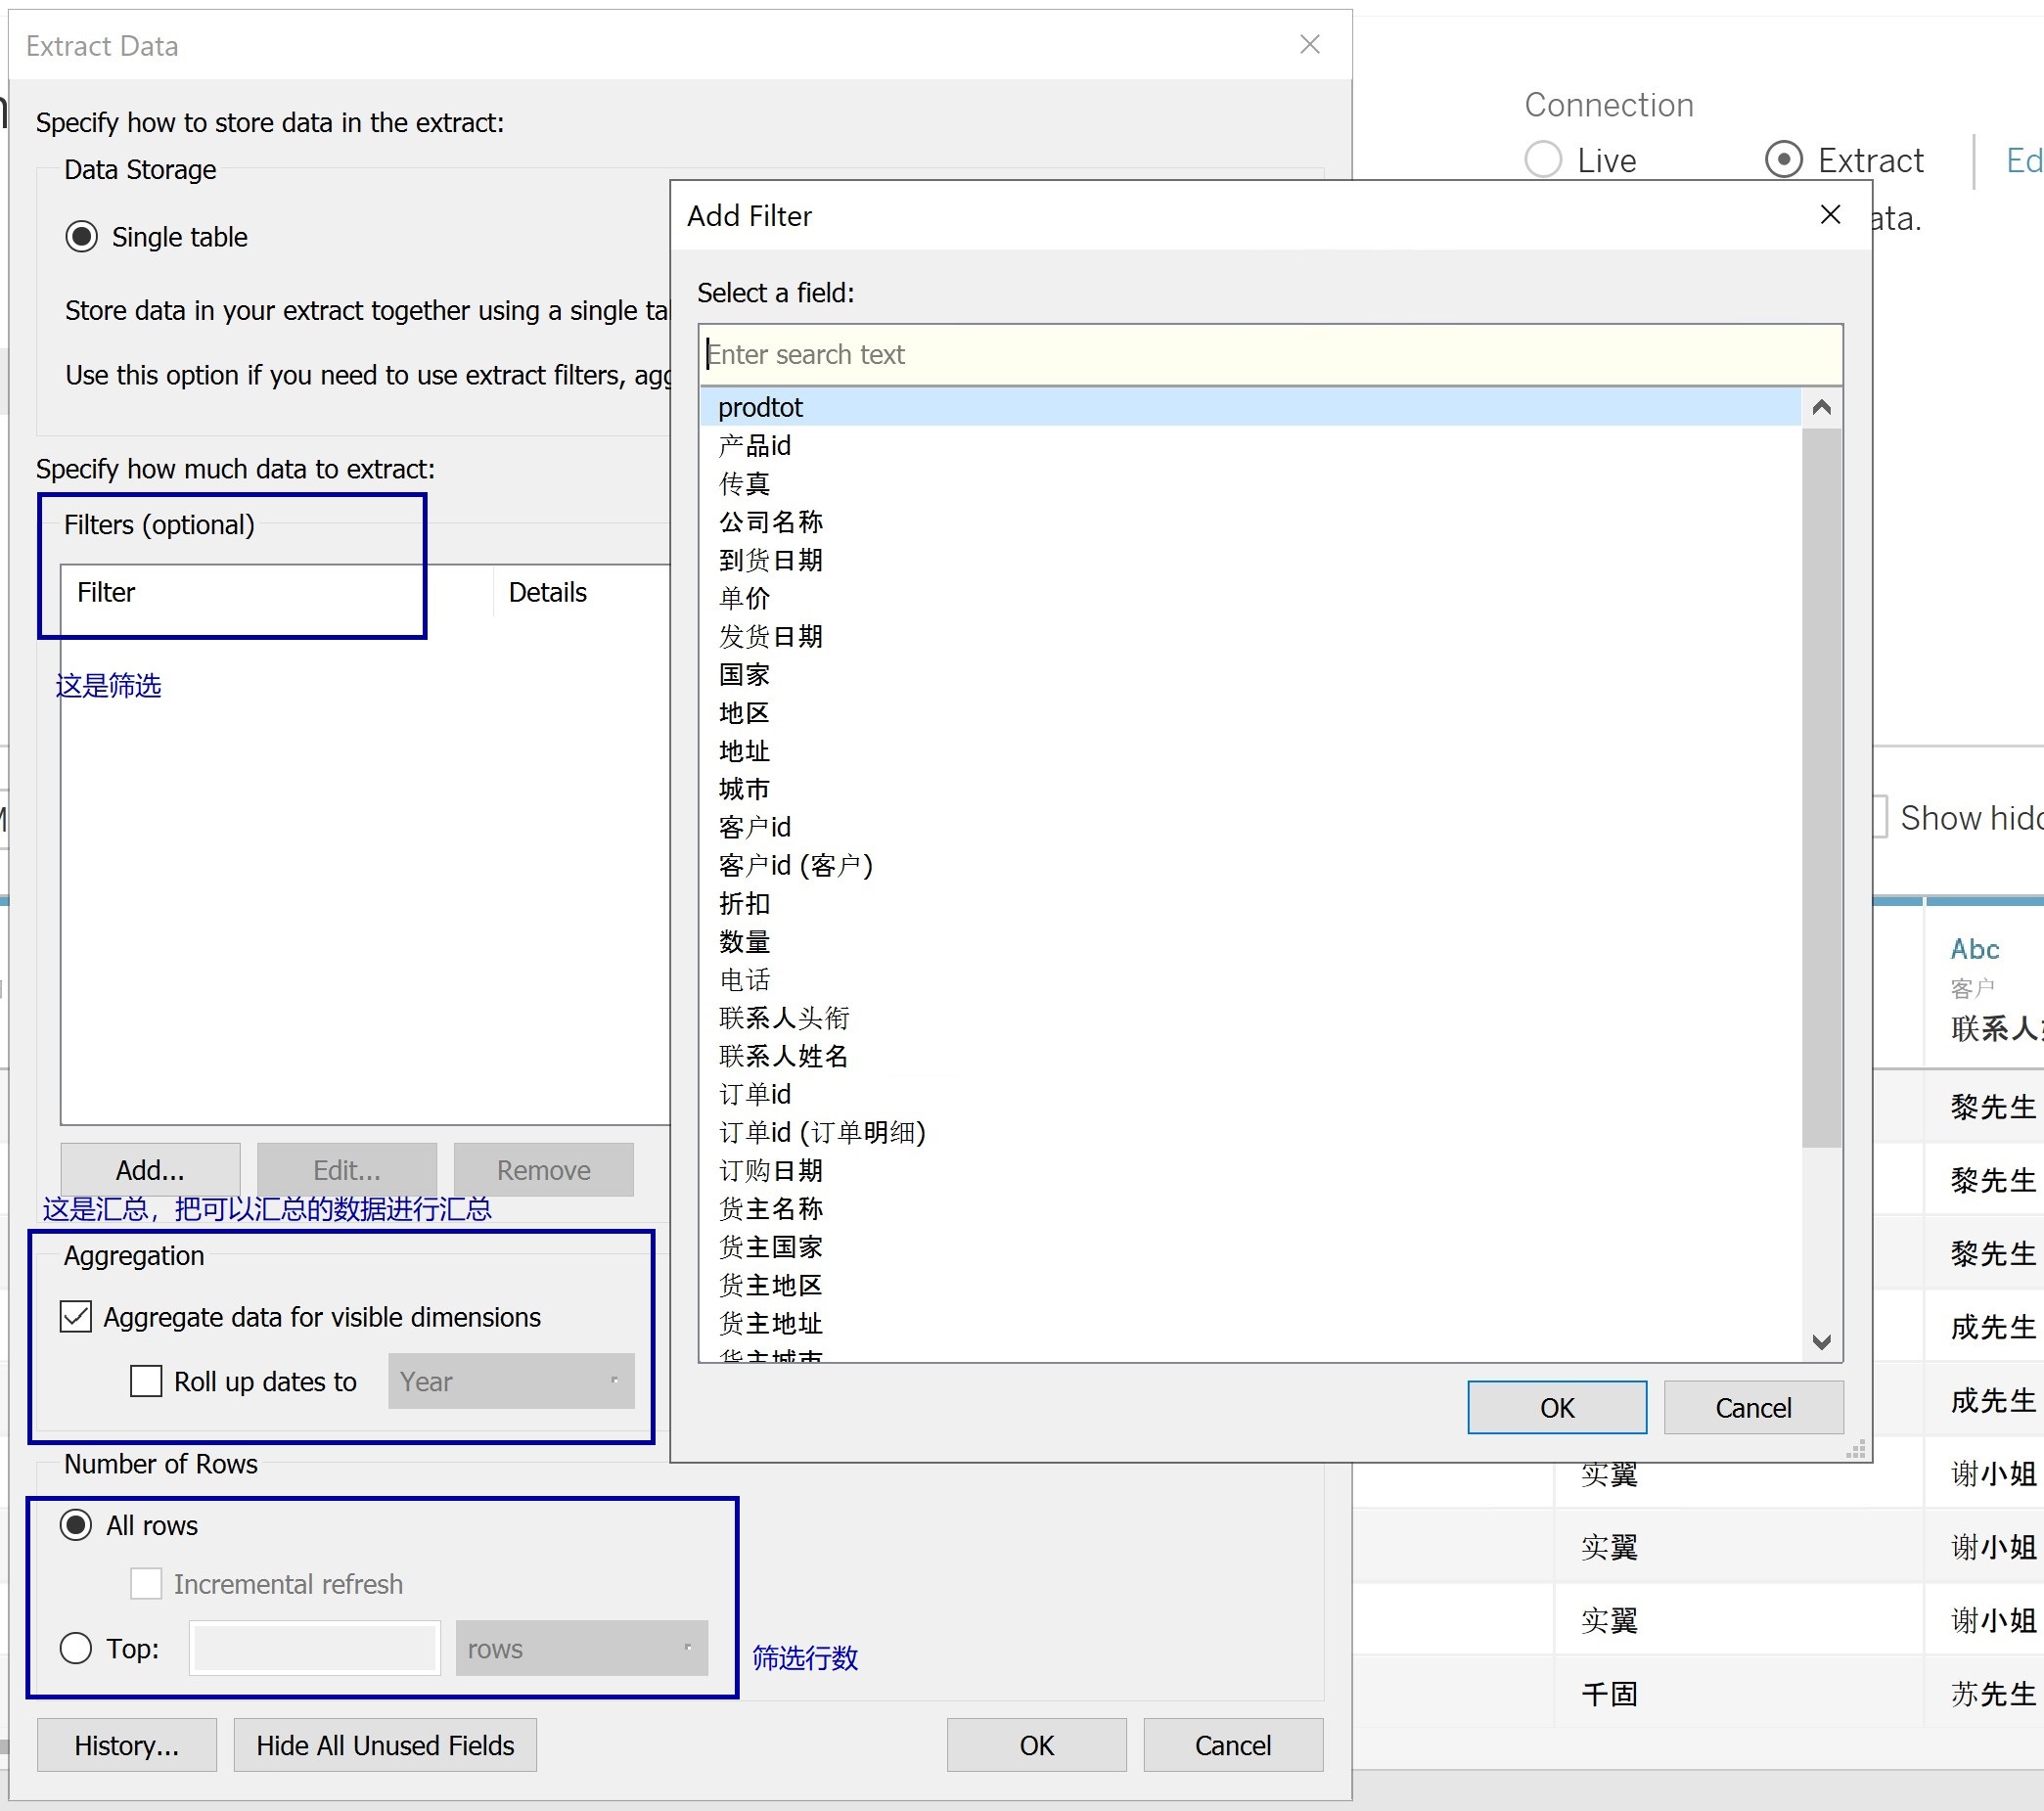 Extract Data
Specify how to store data in the extract:
Data Storage
Single table
Store data in your extract together using a single
Use this option if you need to use extract filters,
Specify how much data to extract:
Filters (optional)
Filter Details
这是筛选
Add... Edit... Remove
这是汇总，把可以汇总的数据进行汇总
Aggregation
Aggregate data for visible dimensions
Roll up dates to Year
Number of Rows
All rows
Incremental refresh
Top: rows
筛选行数
History... Hide All Unused Fields OK Cancel
Add Filter
Select a field:
Enter search text
prodtot
产品id
传真
公司名称
到货日期
单价
发货日期
国家
地区
地址
城市
客户id
客户id (客户)
折扣
数量
电话
联系人头衔
联系人姓名
订单id
订单id (订单明细)
订购日期
货主名称
货主国家
货主地区
货主地址
货主城市
OK Cancel
Connection
Live Extract Ed
ata.
Show hidd
Abc
客户
联系人
黎先生
黎先生
黎先生
成先生
成先生
实翼 谢小姐
实翼 谢小姐
实翼 谢小姐
千固 苏先生